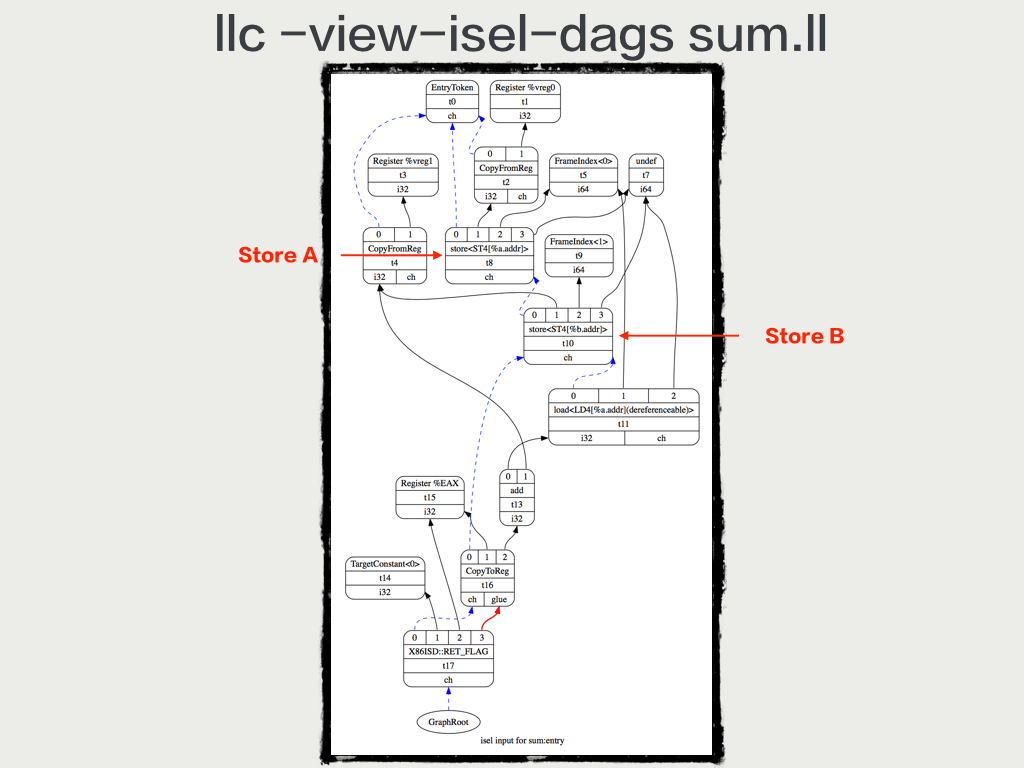 llc -view-isel-dags sum.ll
EntryToken
t0
ch
Register %vreg0
t1
i32
Register %vreg1
t3
i32
0 1
CopyFromReg
t2
i32 ch
FrameIndex<0>
t5
i64
undef
t7
i64
Store A
0 1
CopyFromReg
t4
i32 ch
0 1 2 3
store<ST4[%a.addr]>
t8
ch
FrameIndex<1>
t9
i64
0 1 2 3
store<ST4[%b.addr]>
t10
ch
Store B
0 1 2
load<LD4[%a.addr](dereferenceable)>
t11
i32 ch
Register %EAX
t15
i32
0 1
add
t13
i32
TargetConstant<0>
t14
i32
0 1 2
CopyToReg
t16
ch glue
0 1 2 3
X86ISD::RET_FLAG
t17
ch
GraphRoot
isel input for sum:entry